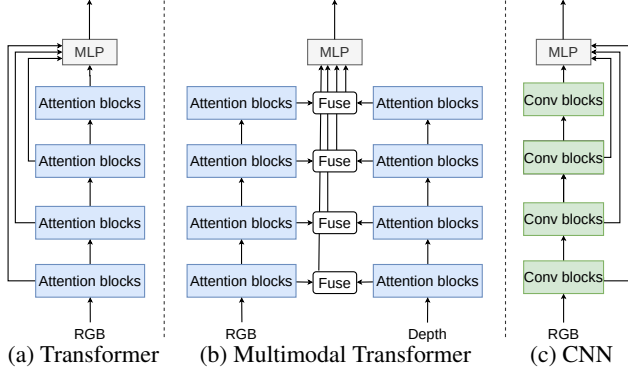 MLP
Attention blocks
Attention blocks
Attention blocks
Attention blocks
RGB
(a) Transformer
MLP
Attention blocks Fuse Attention blocks
Attention blocks Fuse Attention blocks
Attention blocks Fuse Attention blocks
Attention blocks Fuse Attention blocks
RGB Depth
(b) Multimodal Transformer
MLP
Conv blocks
Conv blocks
Conv blocks
Conv blocks
RGB
(c) CNN